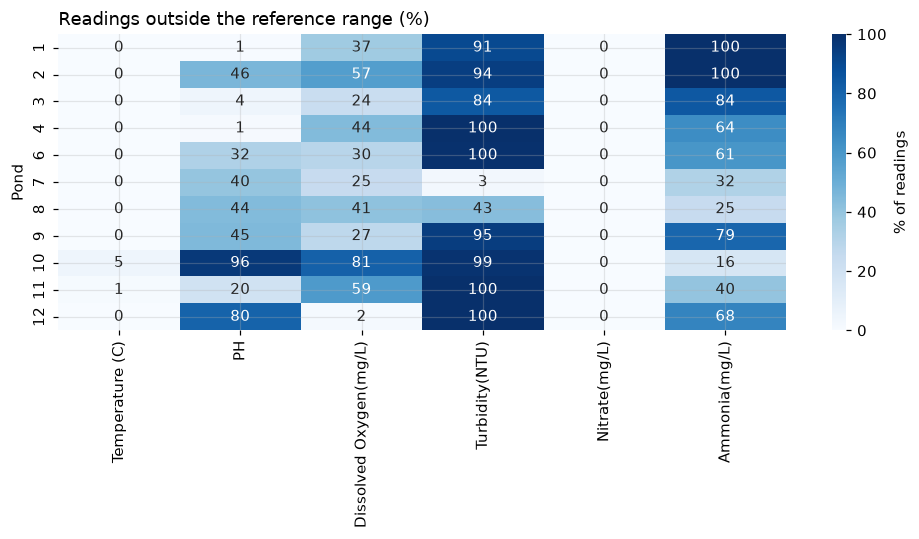 Readings outside the reference range (%)
1 0 1 37 91 0 100
2 0 46 57 94 0 100
3 0 4 24 84 0 84
4 0 1 44 100 0 64
6 0 32 30 100 0 61
7 0 40 25 3 0 32
8 0 44 41 43 0 25
9 0 45 27 95 0 79
10 5 96 81 99 0 16
11 1 20 59 100 0 40
12 0 80 2 100 0 68
Pond
Temperature (C)
PH
Dissolved Oxygen(mg/L)
Turbidity(NTU)
Nitrate(mg/L)
Ammonia(mg/L)
100
80
60
40
20
0
% of readings